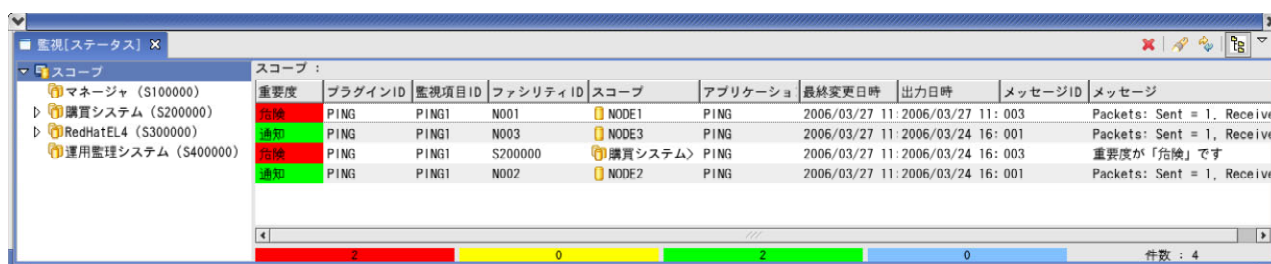 監視[ステータス]
スコープ
マネージャ (S100000)
購買システム (S200000)
RedHatEL4 (S300000)
運用監理システム (S400000)
スコープ :
重要度 プラグインID 監視項目ID ファシリティID スコープ アプリケーショ 最終変更日時 出力日時 メッセージID メッセージ
危険 PING PING1 N001 NODE1 PING 2006/03/27 11: 2006/03/27 11: 003 Packets: Sent = 1, Receive
通知 PING PING1 N003 NODE3 PING 2006/03/27 11: 2006/03/24 16: 001 Packets: Sent = 1, Receive
危険 PING PING1 S200000 購買システム〉 PING 2006/03/27 11: 2006/03/24 16: 003 重要度が「危険」です
通知 PING PING1 N002 NODE2 PING 2006/03/27 11: 2006/03/24 16: 001 Packets: Sent = 1, Receive
2 0 2 0 件数 : 4